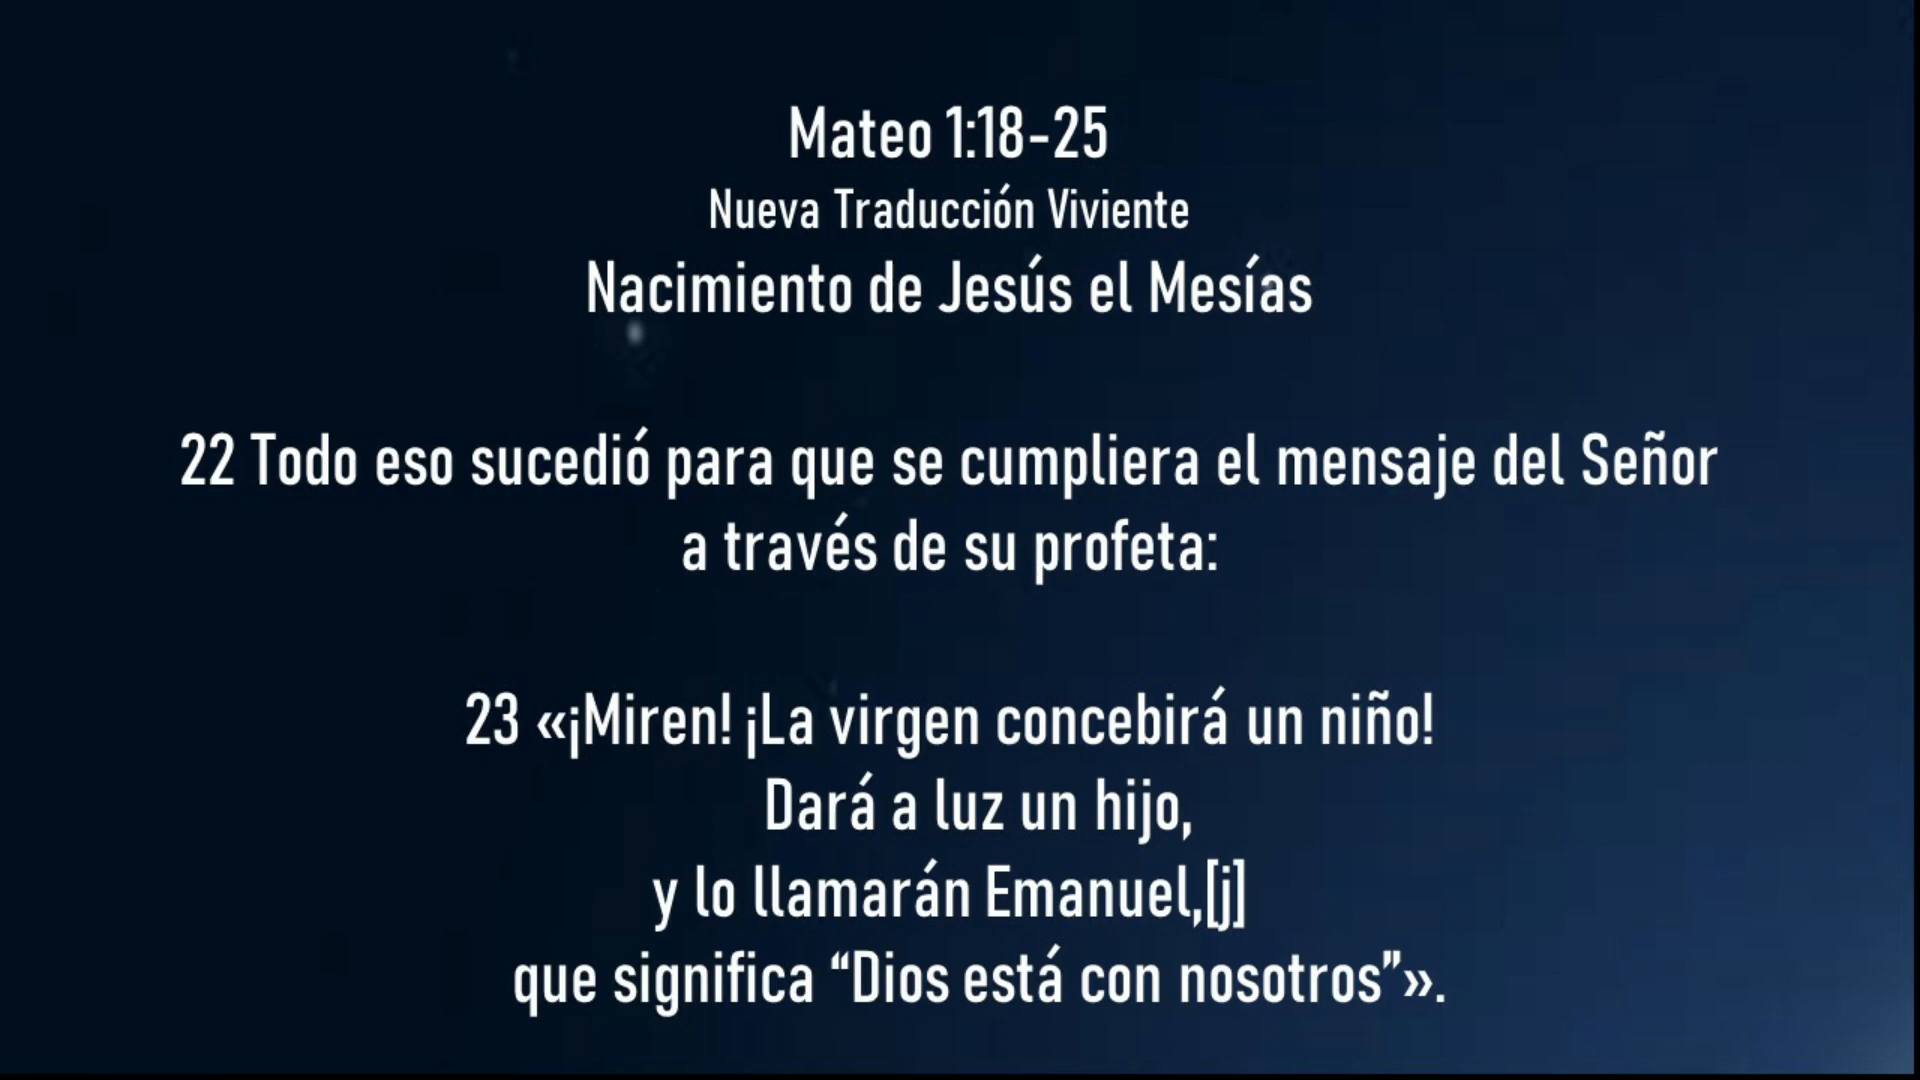 Mateo 1:18-25
Nueva Traducción Viviente
Nacimiento de Jesús el Mesías
22 Todo eso sucedió para que se cumpliera el mensaje del Señor
a través de su profeta:
23 «¡Miren! ¡La virgen concebirá un niño!
Dará a luz un hijo,
y lo llamarán Emanuel,[j]
que significa “Dios está con nosotros”».